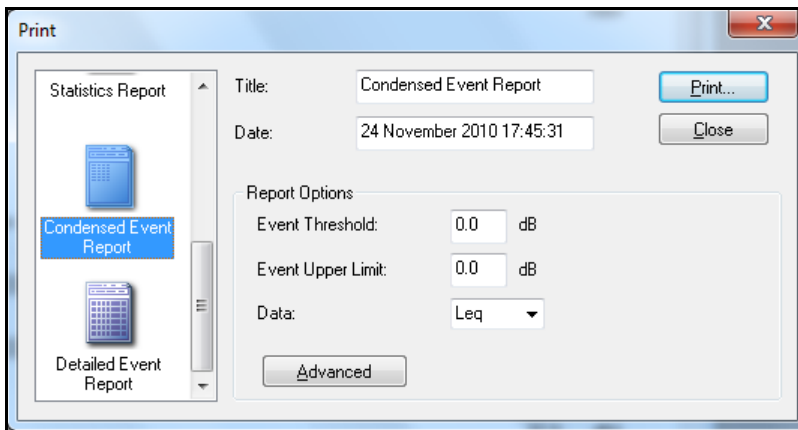 Print
Statistics Report
Condensed Event
Report
Detailed Event
Report
Title: Condensed Event Report
Date: 24 November 2010 17:45:31
Print...
Close
Report Options
Event Threshold: 0.0 dB
Event Upper Limit: 0.0 dB
Data: Leq
Advanced